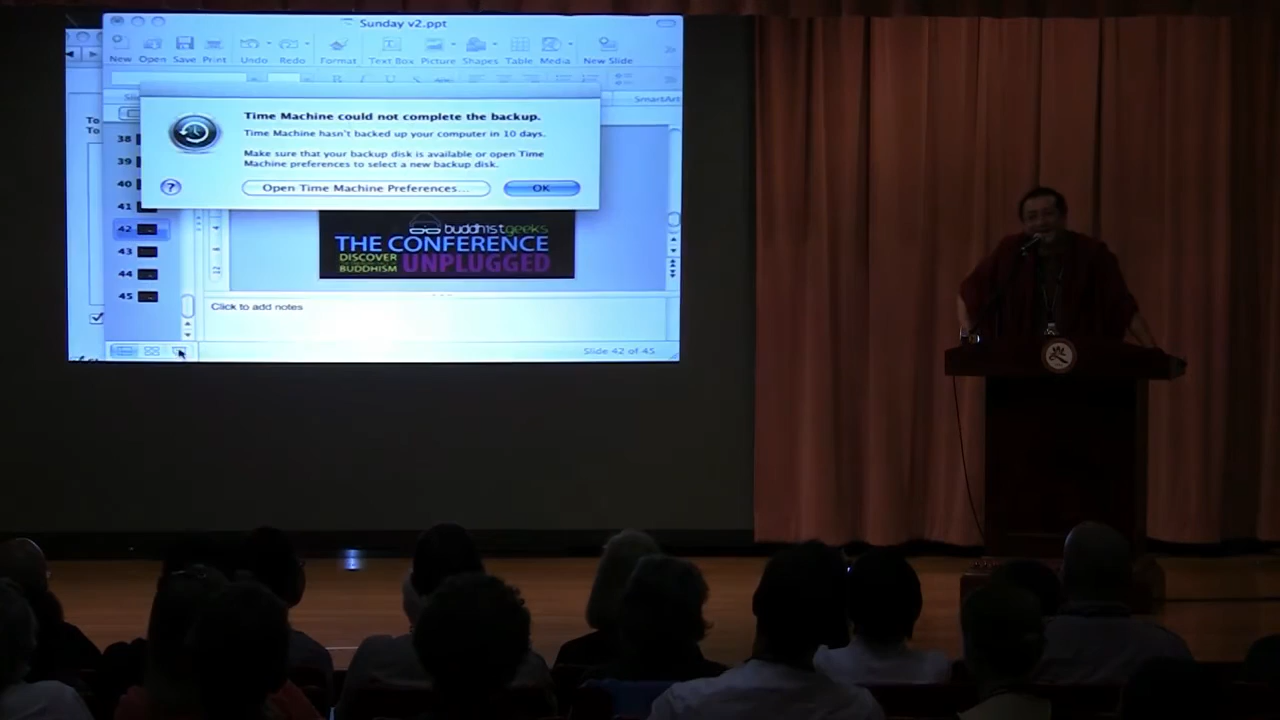 Sunday v2.ppt
New Open Save Print Undo Redo Format Text Box Picture Shapes Table Media New Slide
SmartArt
To
To
Time Machine could not complete the backup.
Time Machine hasn't backed up your computer in 10 days.
Make sure that your backup disk is available or open Time
Machine preferences to select a new backup disk.
? Open Time Machine Preferences... OK
38
39
40
41
42
43
44
45
buddhistgeeks
THE CONFERENCE
DISCOVER
BUDDHISM
UNPLUGGED
Click to add notes
Slide 42 of 45